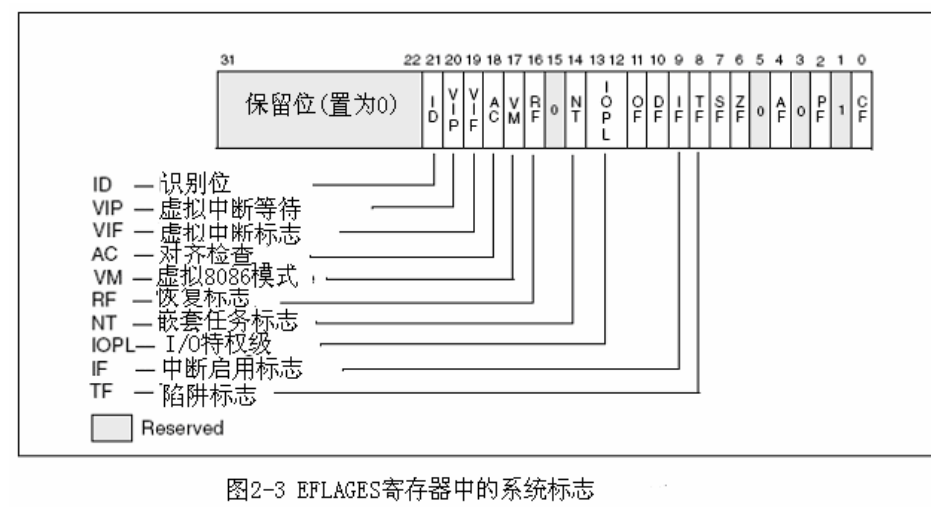 31 22 21 20 19 18 17 16 15 14 13 12 11 10 9 8 7 6 5 4 3 2 1 0
保留位(置为0) ID VIP VIF AC VM RF 0 NT IOPL OF DF IF TF SF ZF 0 AF 0 PF 1 CF
ID — 识别位
VIP — 虚拟中断等待
VIF — 虚拟中断标志
AC — 对齐检查
VM — 虚拟8086模式
RF — 恢复标志
NT — 嵌套任务标志
IOPL— I/O特权级
IF — 中断启用标志
TF — 陷阱标志
Reserved
图2-3 EFLAGES寄存器中的系统标志